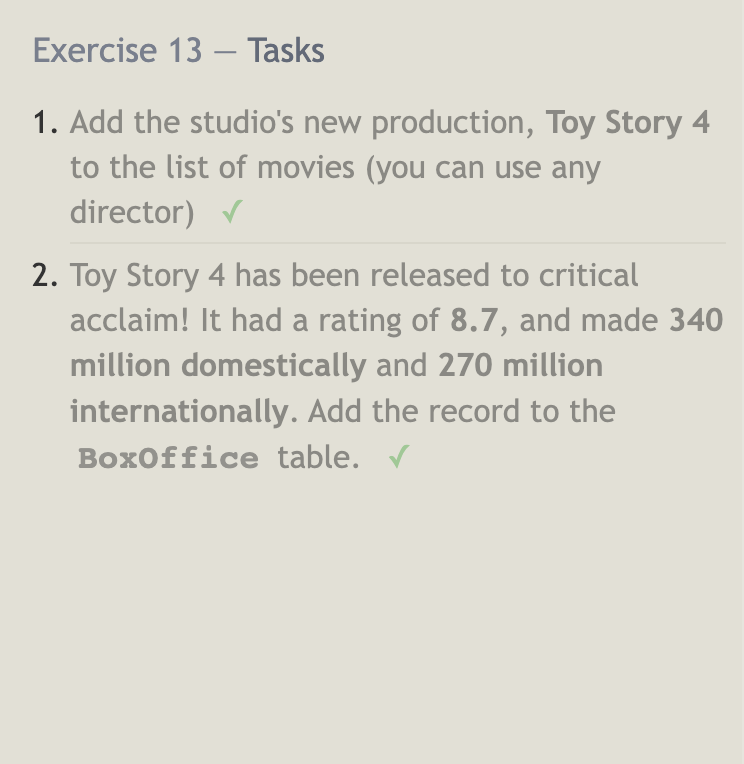 Exercise 13 — Tasks
1. Add the studio's new production, Toy Story 4
to the list of movies (you can use any
director) ✓
2. Toy Story 4 has been released to critical
acclaim! It had a rating of 8.7, and made 340
million domestically and 270 million
internationally. Add the record to the
BoxOffice table. ✓